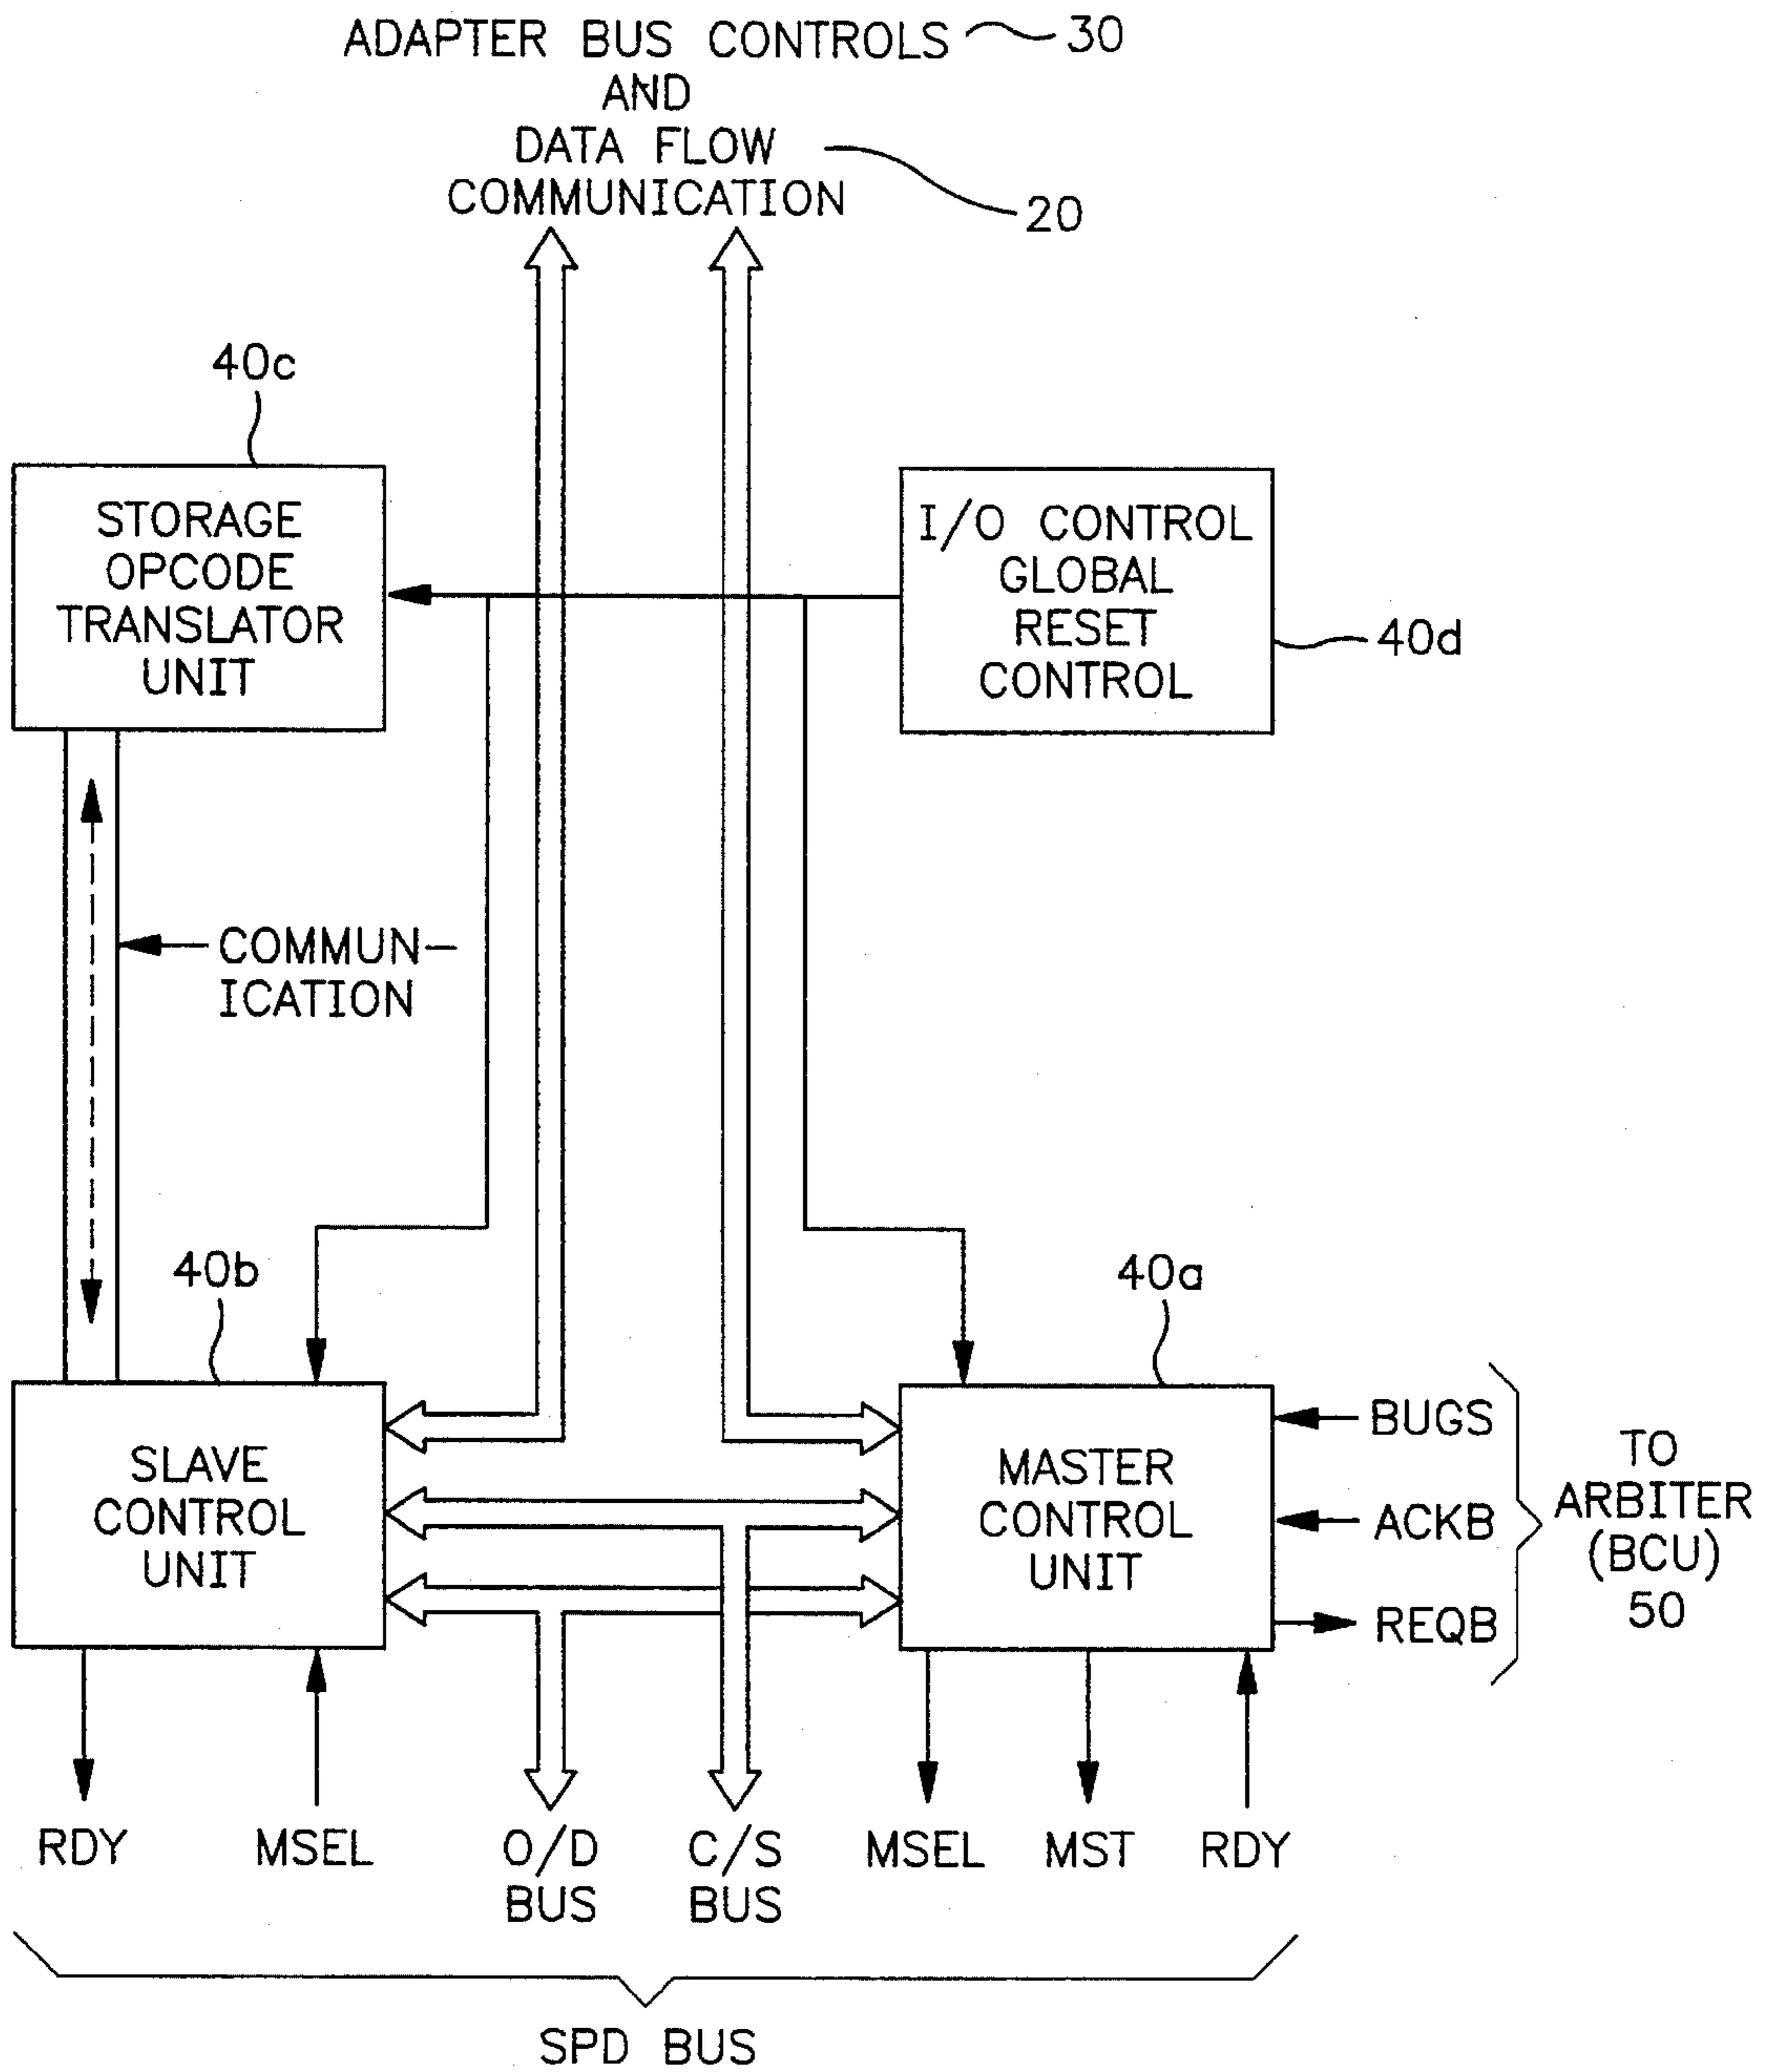 ADAPTER BUS CONTROLS 30
AND
DATA FLOW
COMMUNICATION 20
40c
STORAGE
OPCODE
TRANSLATOR
UNIT
I/O CONTROL
GLOBAL
RESET
CONTROL
40d
COMMUN-
ICATION
40b
40a
SLAVE
CONTROL
UNIT
MASTER
CONTROL
UNIT
BUGS
ACKB
REQB
TO
ARBITER
(BCU)
50
RDY
MSEL
O/D
BUS
C/S
BUS
MSEL
MST
RDY
SPD BUS